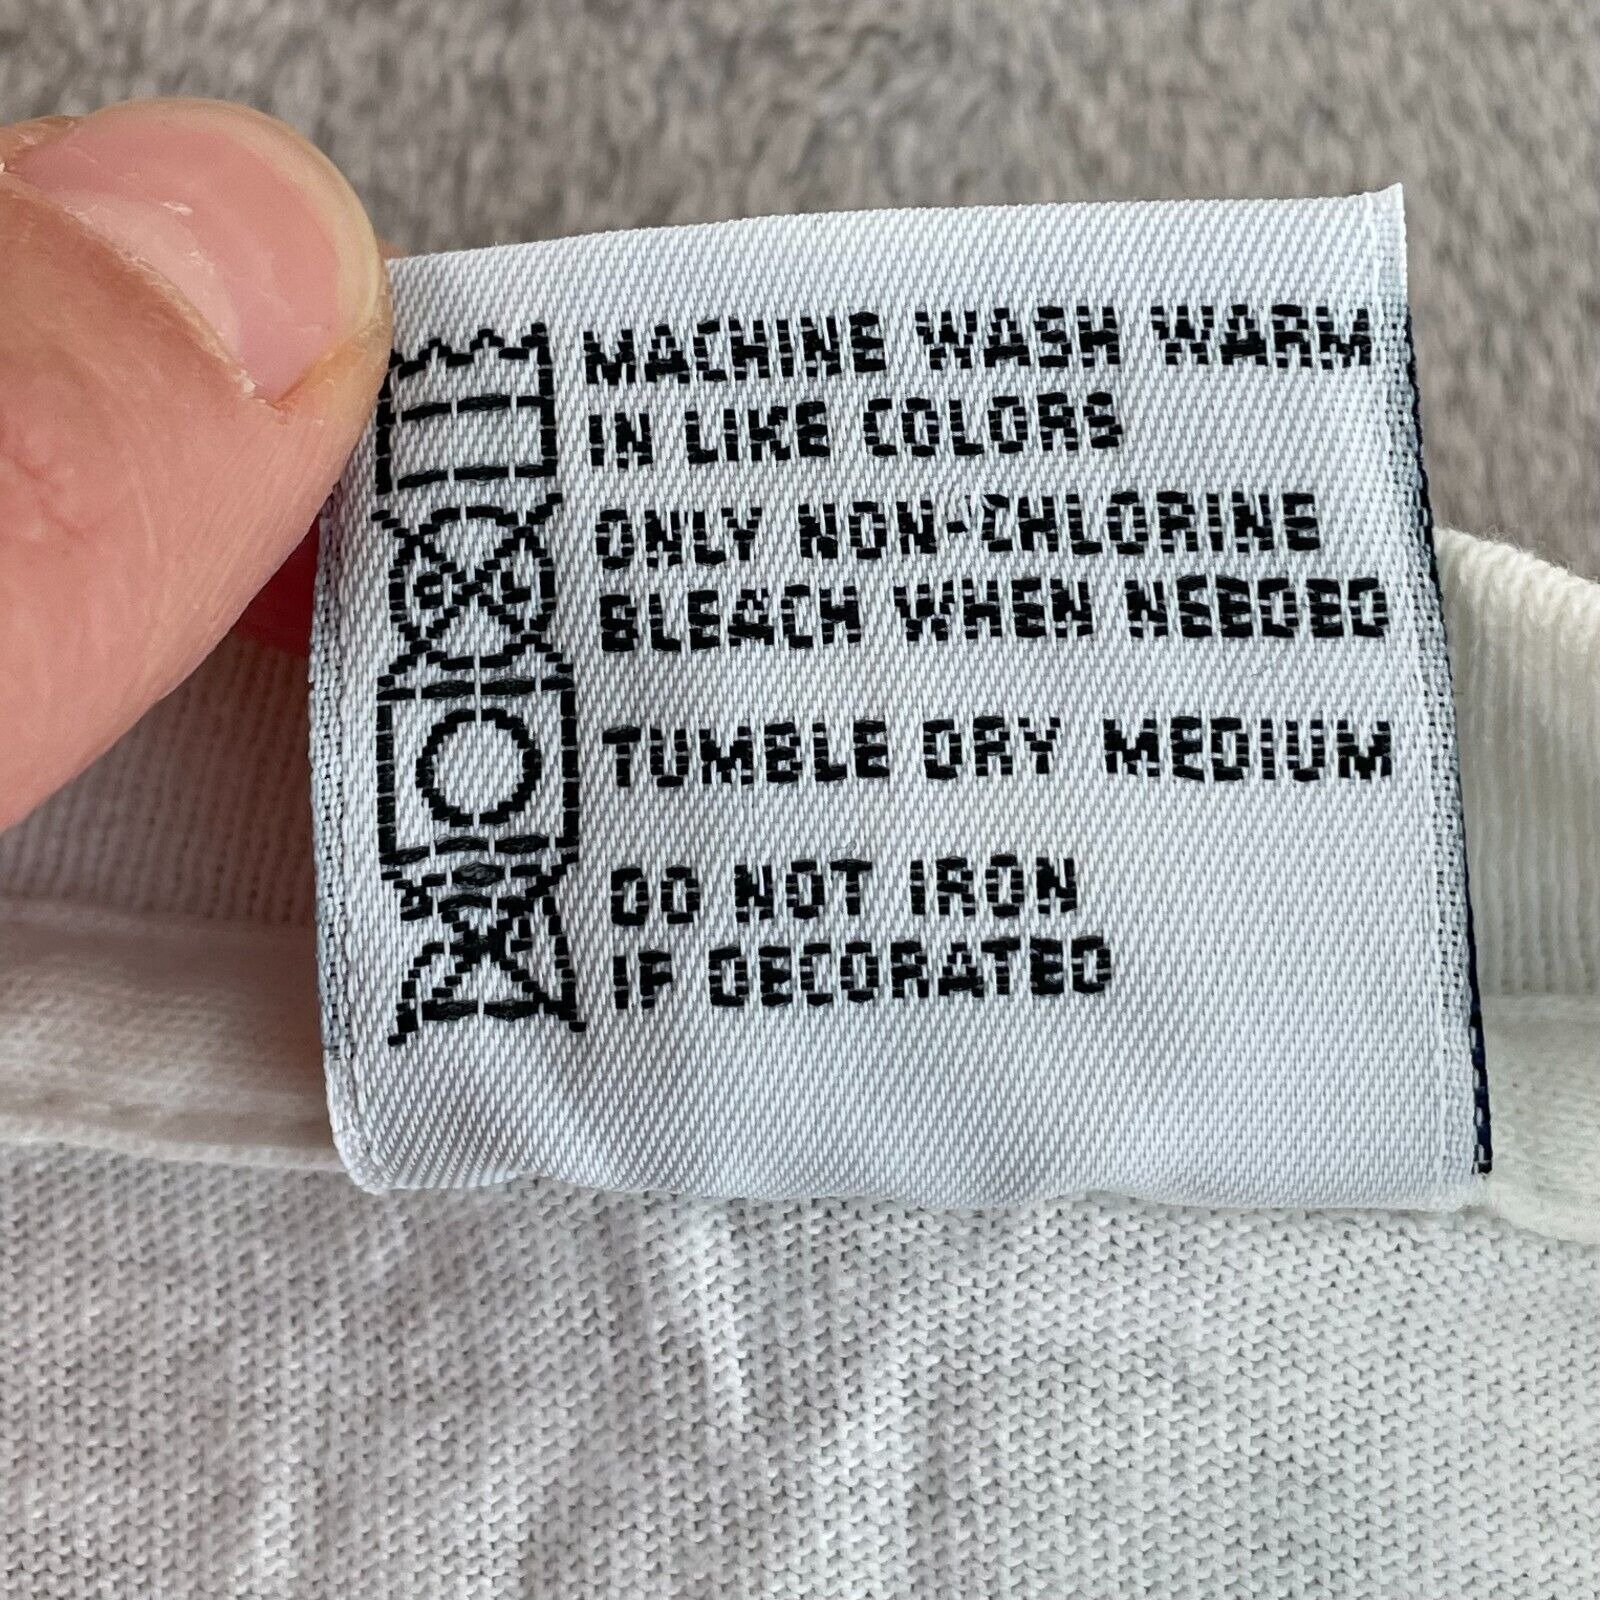 MACHINE WASH WARM
IN LIKE COLORS
ONLY NON-CHLORINE
BLEACH WHEN NEEDED
TUMBLE DRY MEDIUM
DO NOT IRON
IF DECORATED